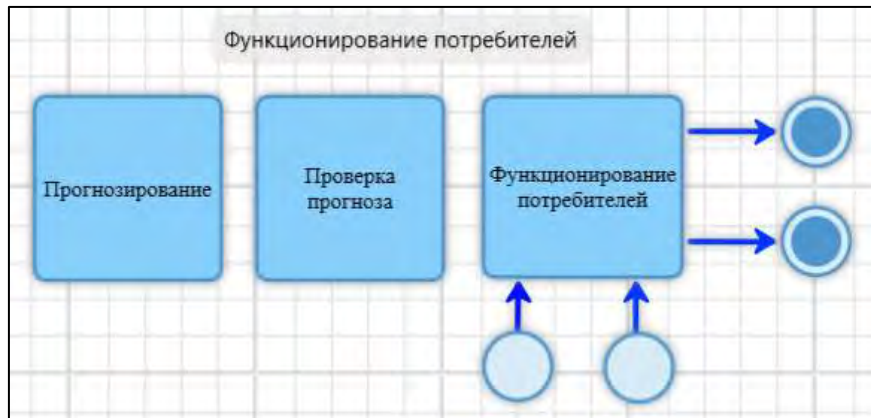 Функционирование потребителей
Прогнозирование
Проверка
прогноза
Функционирование
потребителей